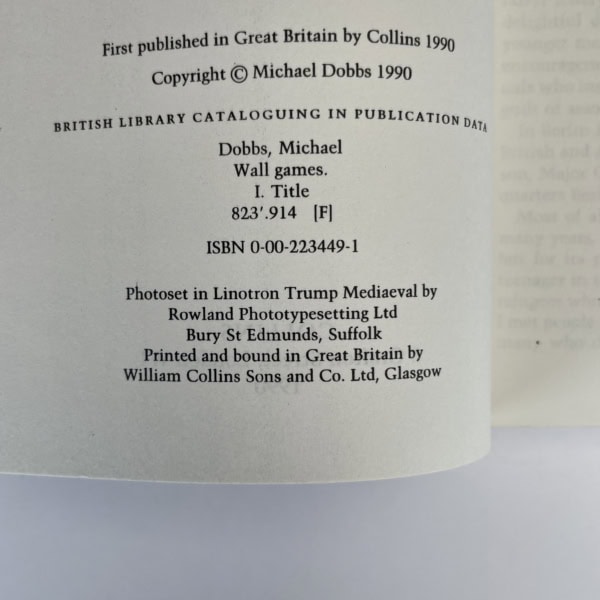 First published in Great Britain by Collins 1990
Copyright © Michael Dobbs 1990
BRITISH LIBRARY CATALOGUING IN PUBLICATION DATA
Dobbs, Michael
Wall games.
I. Title
823'.914 [F]
ISBN 0-00-223449-1
Photoset in Linotron Trump Mediaeval by
Rowland Phototypesetting Ltd
Bury St Edmunds, Suffolk
Printed and bound in Great Britain by
William Collins Sons and Co. Ltd, Glasgow